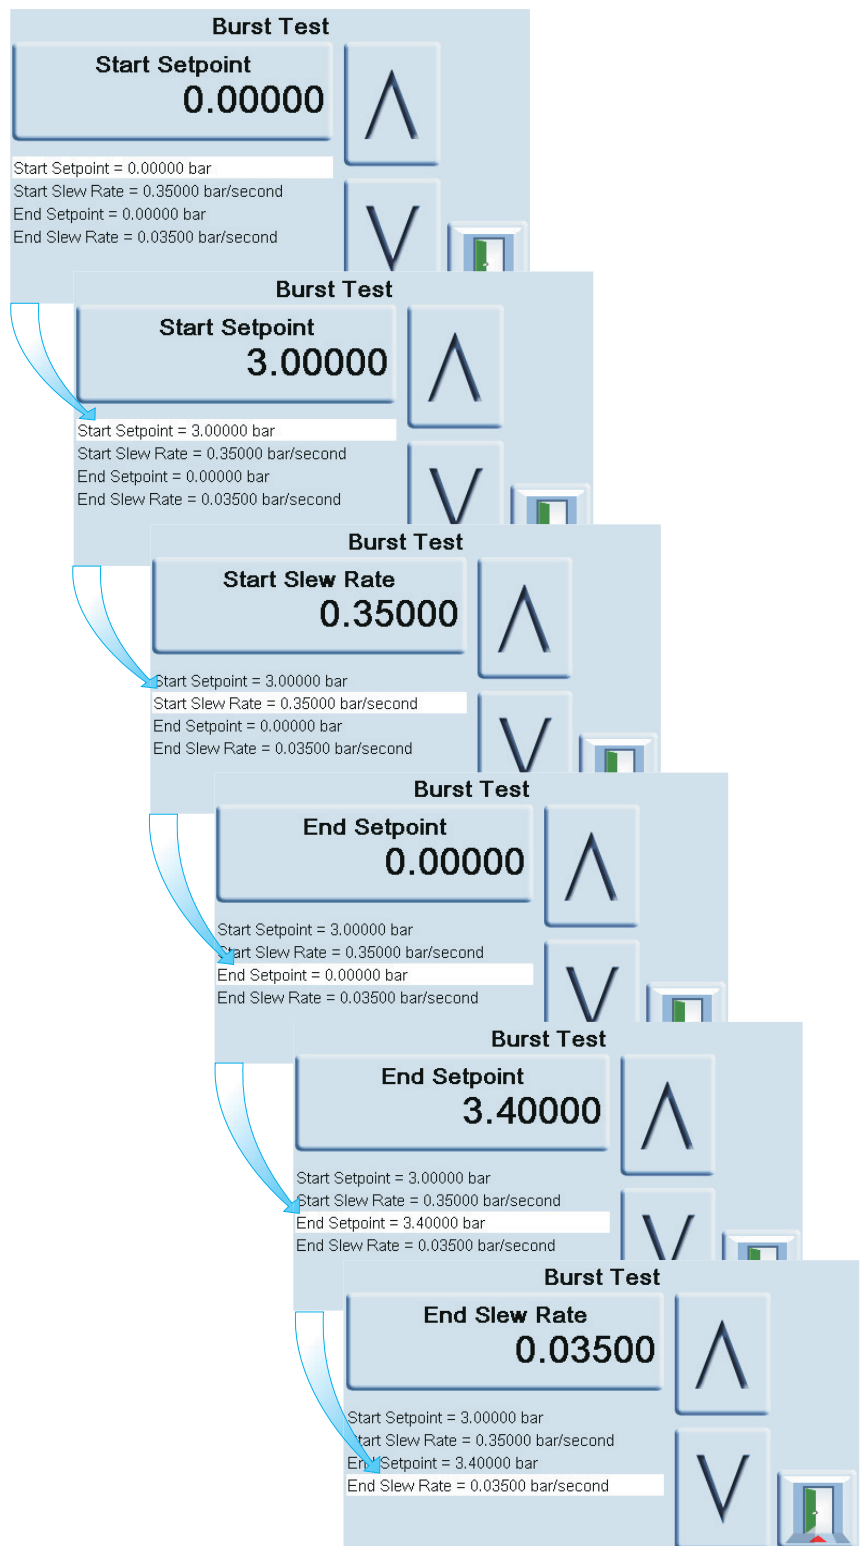 Burst Test
Start Setpoint
0.00000
Start Setpoint = 0.00000 bar
Start Slew Rate = 0.35000 bar/second
End Setpoint = 0.00000 bar
End Slew Rate = 0.03500 bar/second
Burst Test
Start Setpoint
3.00000
Start Setpoint = 3.00000 bar
Start Slew Rate = 0.35000 bar/second
End Setpoint = 0.00000 bar
End Slew Rate = 0.03500 bar/second
Burst Test
Start Slew Rate
0.35000
Start Setpoint = 3.00000 bar
Start Slew Rate = 0.35000 bar/second
End Setpoint = 0.00000 bar
End Slew Rate = 0.03500 bar/second
Burst Test
End Setpoint
0.00000
Start Setpoint = 3.00000 bar
Start Slew Rate = 0.35000 bar/second
End Setpoint = 0.00000 bar
End Slew Rate = 0.03500 bar/second
Burst Test
End Setpoint
3.40000
Start Setpoint = 3.00000 bar
Start Slew Rate = 0.35000 bar/second
End Setpoint = 3.40000 bar
End Slew Rate = 0.03500 bar/second
Burst Test
End Slew Rate
0.03500
Start Setpoint = 3.00000 bar
Start Slew Rate = 0.35000 bar/second
End Setpoint = 3.40000 bar
End Slew Rate = 0.03500 bar/second